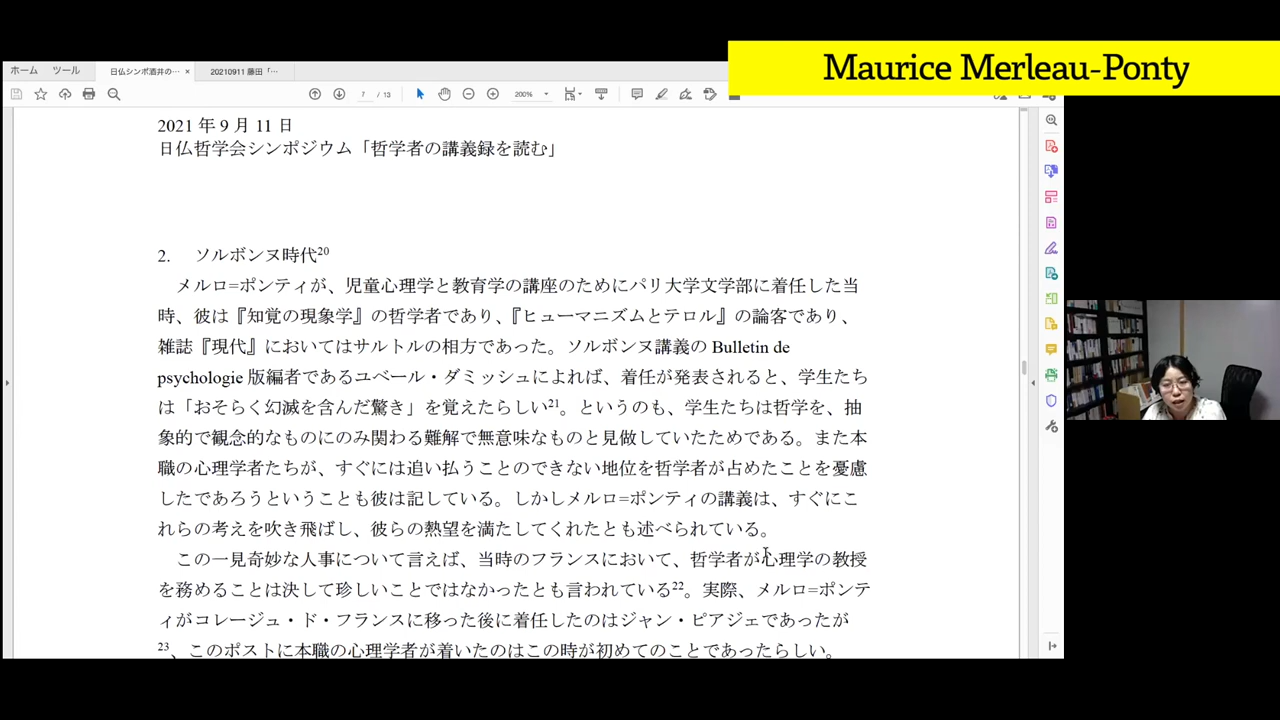 Maurice Merleau-Ponty
ホーム ツール 日仏シンポ酒井の… × 20210911 藤田「…
7 / 13 200%
2021 年 9 月 11 日
日仏哲学会シンポジウム「哲学者の講義録を読む」
2. ソルボンヌ時代20
メルロ=ポンティが、児童心理学と教育学の講座のためにパリ大学文学部に着任した当
時、彼は『知覚の現象学』の哲学者であり、『ヒューマニズムとテロル』の論客であり、
雑誌『現代』においてはサルトルの相方であった。ソルボンヌ講義の Bulletin de
psychologie 版編者であるユベール・ダミッシュによれば、着任が発表されると、学生たち
は「おそらく幻滅を含んだ驚き」を覚えたらしい21。というのも、学生たちは哲学を、抽
象的で観念的なものにのみ関わる難解で無意味なものと見做していたためである。また本
職の心理学者たちが、すぐには追い払うことのできない地位を哲学者が占めたことを憂慮
したであろうということも彼は記している。しかしメルロ=ポンティの講義は、すぐにこ
れらの考えを吹き飛ばし、彼らの熱望を満たしてくれたとも述べられている。
この一見奇妙な人事について言えば、当時のフランスにおいて、哲学者が心理学の教授
を務めることは決して珍しいことではなかったとも言われている22。実際、メルロ=ポンテ
ィがコレージュ・ド・フランスに移った後に着任したのはジャン・ピアジェであったが
23、このポストに本職の心理学者が着いたのはこの時が初めてのことであったらしい。